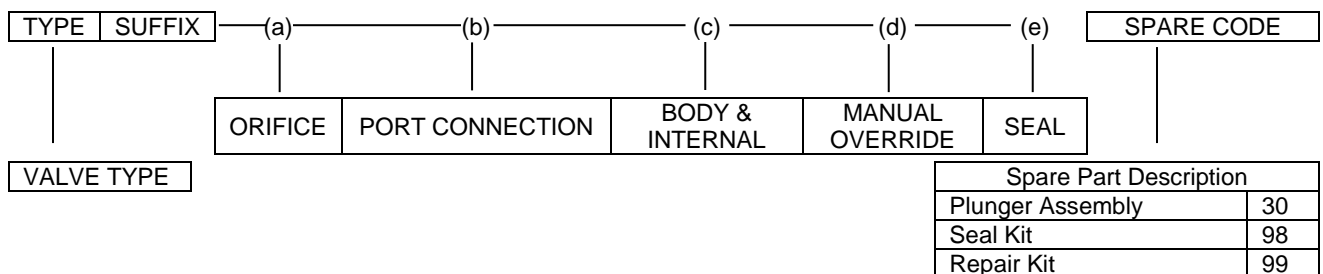 TYPE SUFFIX (a) (b) (c) (d) (e) SPARE CODE
ORIFICE PORT CONNECTION BODY & INTERNAL MANUAL OVERRIDE SEAL
VALVE TYPE
Spare Part Description
Plunger Assembly 30
Seal Kit 98
Repair Kit 99